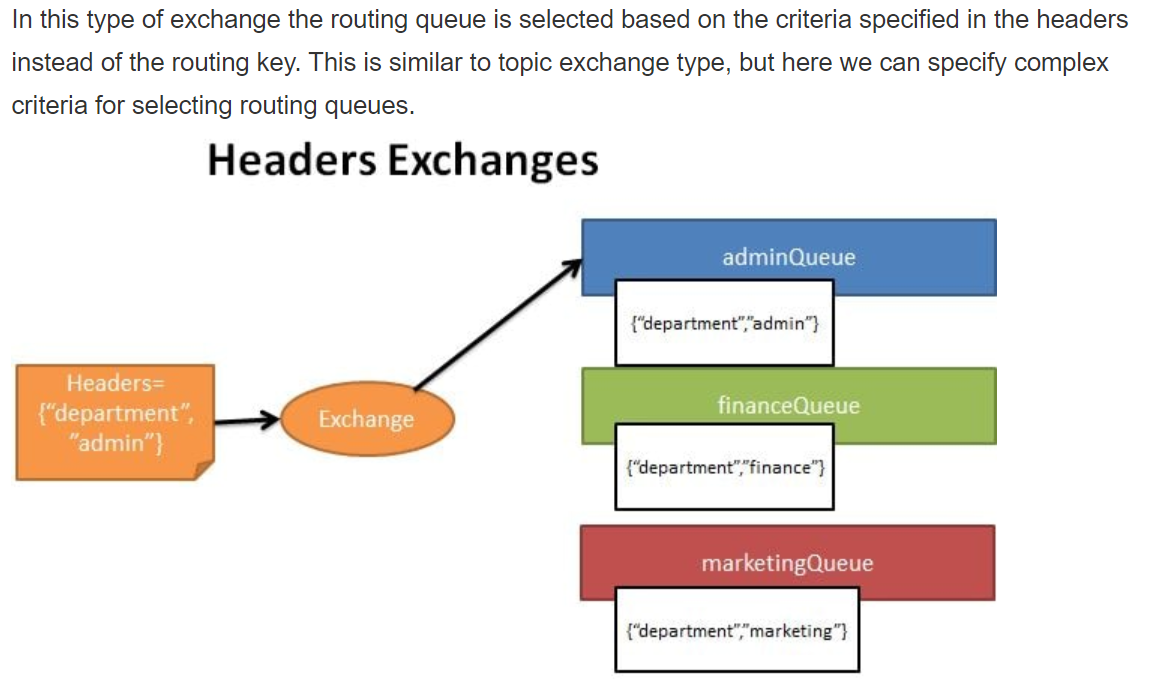 In this type of exchange the routing queue is selected based on the criteria specified in the headers
instead of the routing key. This is similar to topic exchange type, but here we can specify complex
criteria for selecting routing queues.
Headers Exchanges
adminQueue
{“department”,”admin”}
Headers=
{“department”,
”admin”}
Exchange
financeQueue
{“department”,”finance”}
marketingQueue
{“department”,”marketing”}